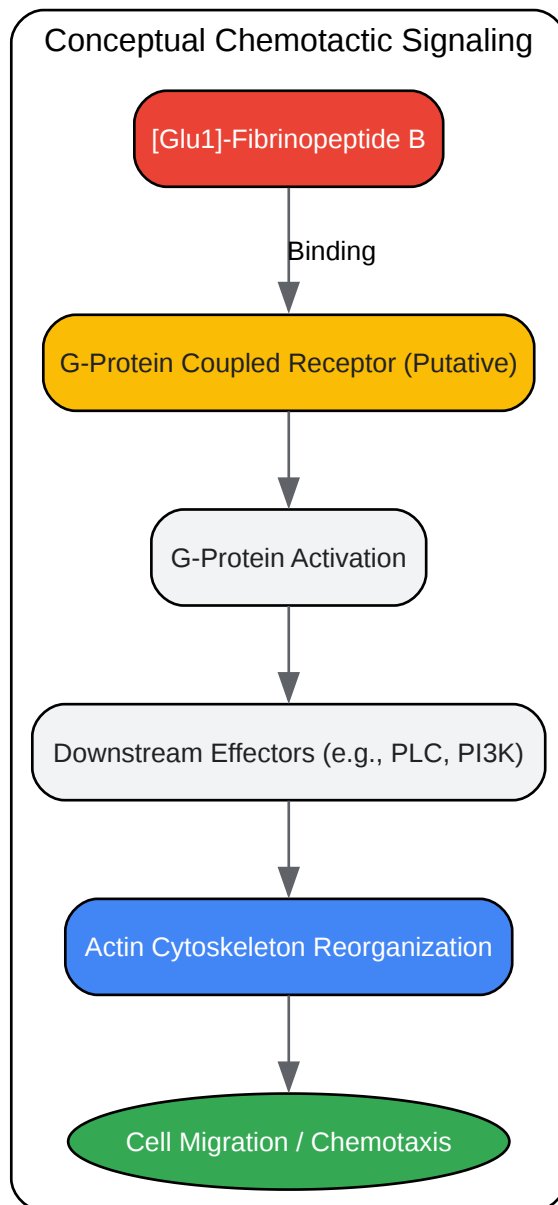 Conceptual Chemotactic Signaling
[Glu1]-Fibrinopeptide B
Binding
G-Protein Coupled Receptor (Putative)
G-Protein Activation
Downstream Effectors (e.g., PLC, PI3K)
Actin Cytoskeleton Reorganization
Cell Migration / Chemotaxis